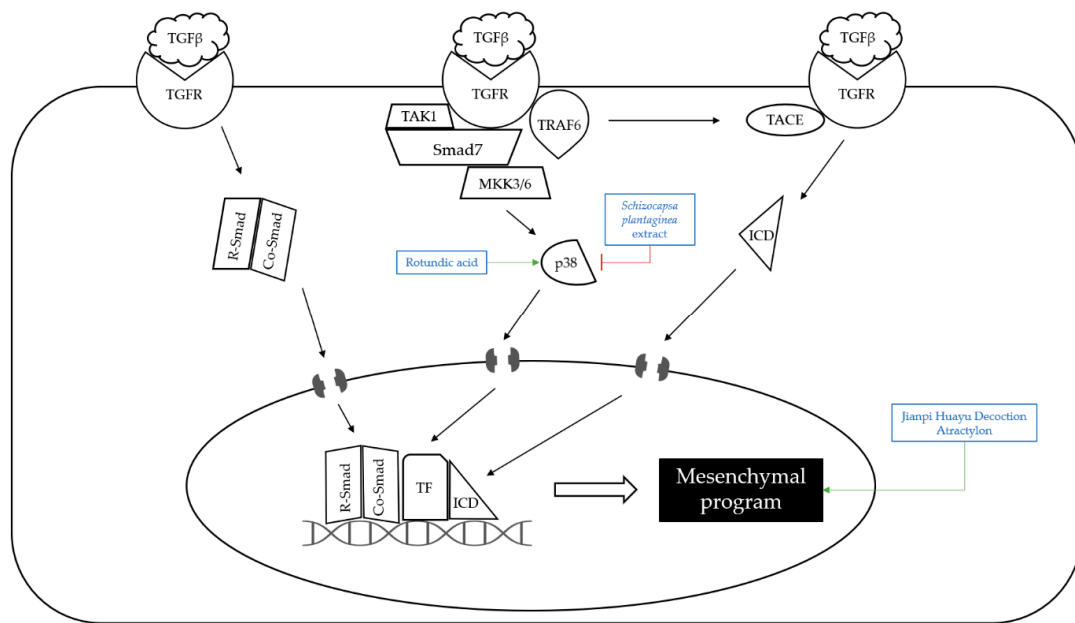 TGFβ
TGFR
TGFβ
TGFR
TGFβ
TGFR
TAK1
TRAF6
TACE
Smad7
MKK3/6
R-Smad
Co-Smad
Schizocapsa
plantaginea
extract
ICD
Rotundic acid
p38
Jianpi Huayu Decoction
Atractylon
R-Smad
Co-Smad
TF
ICD
Mesenchymal
program